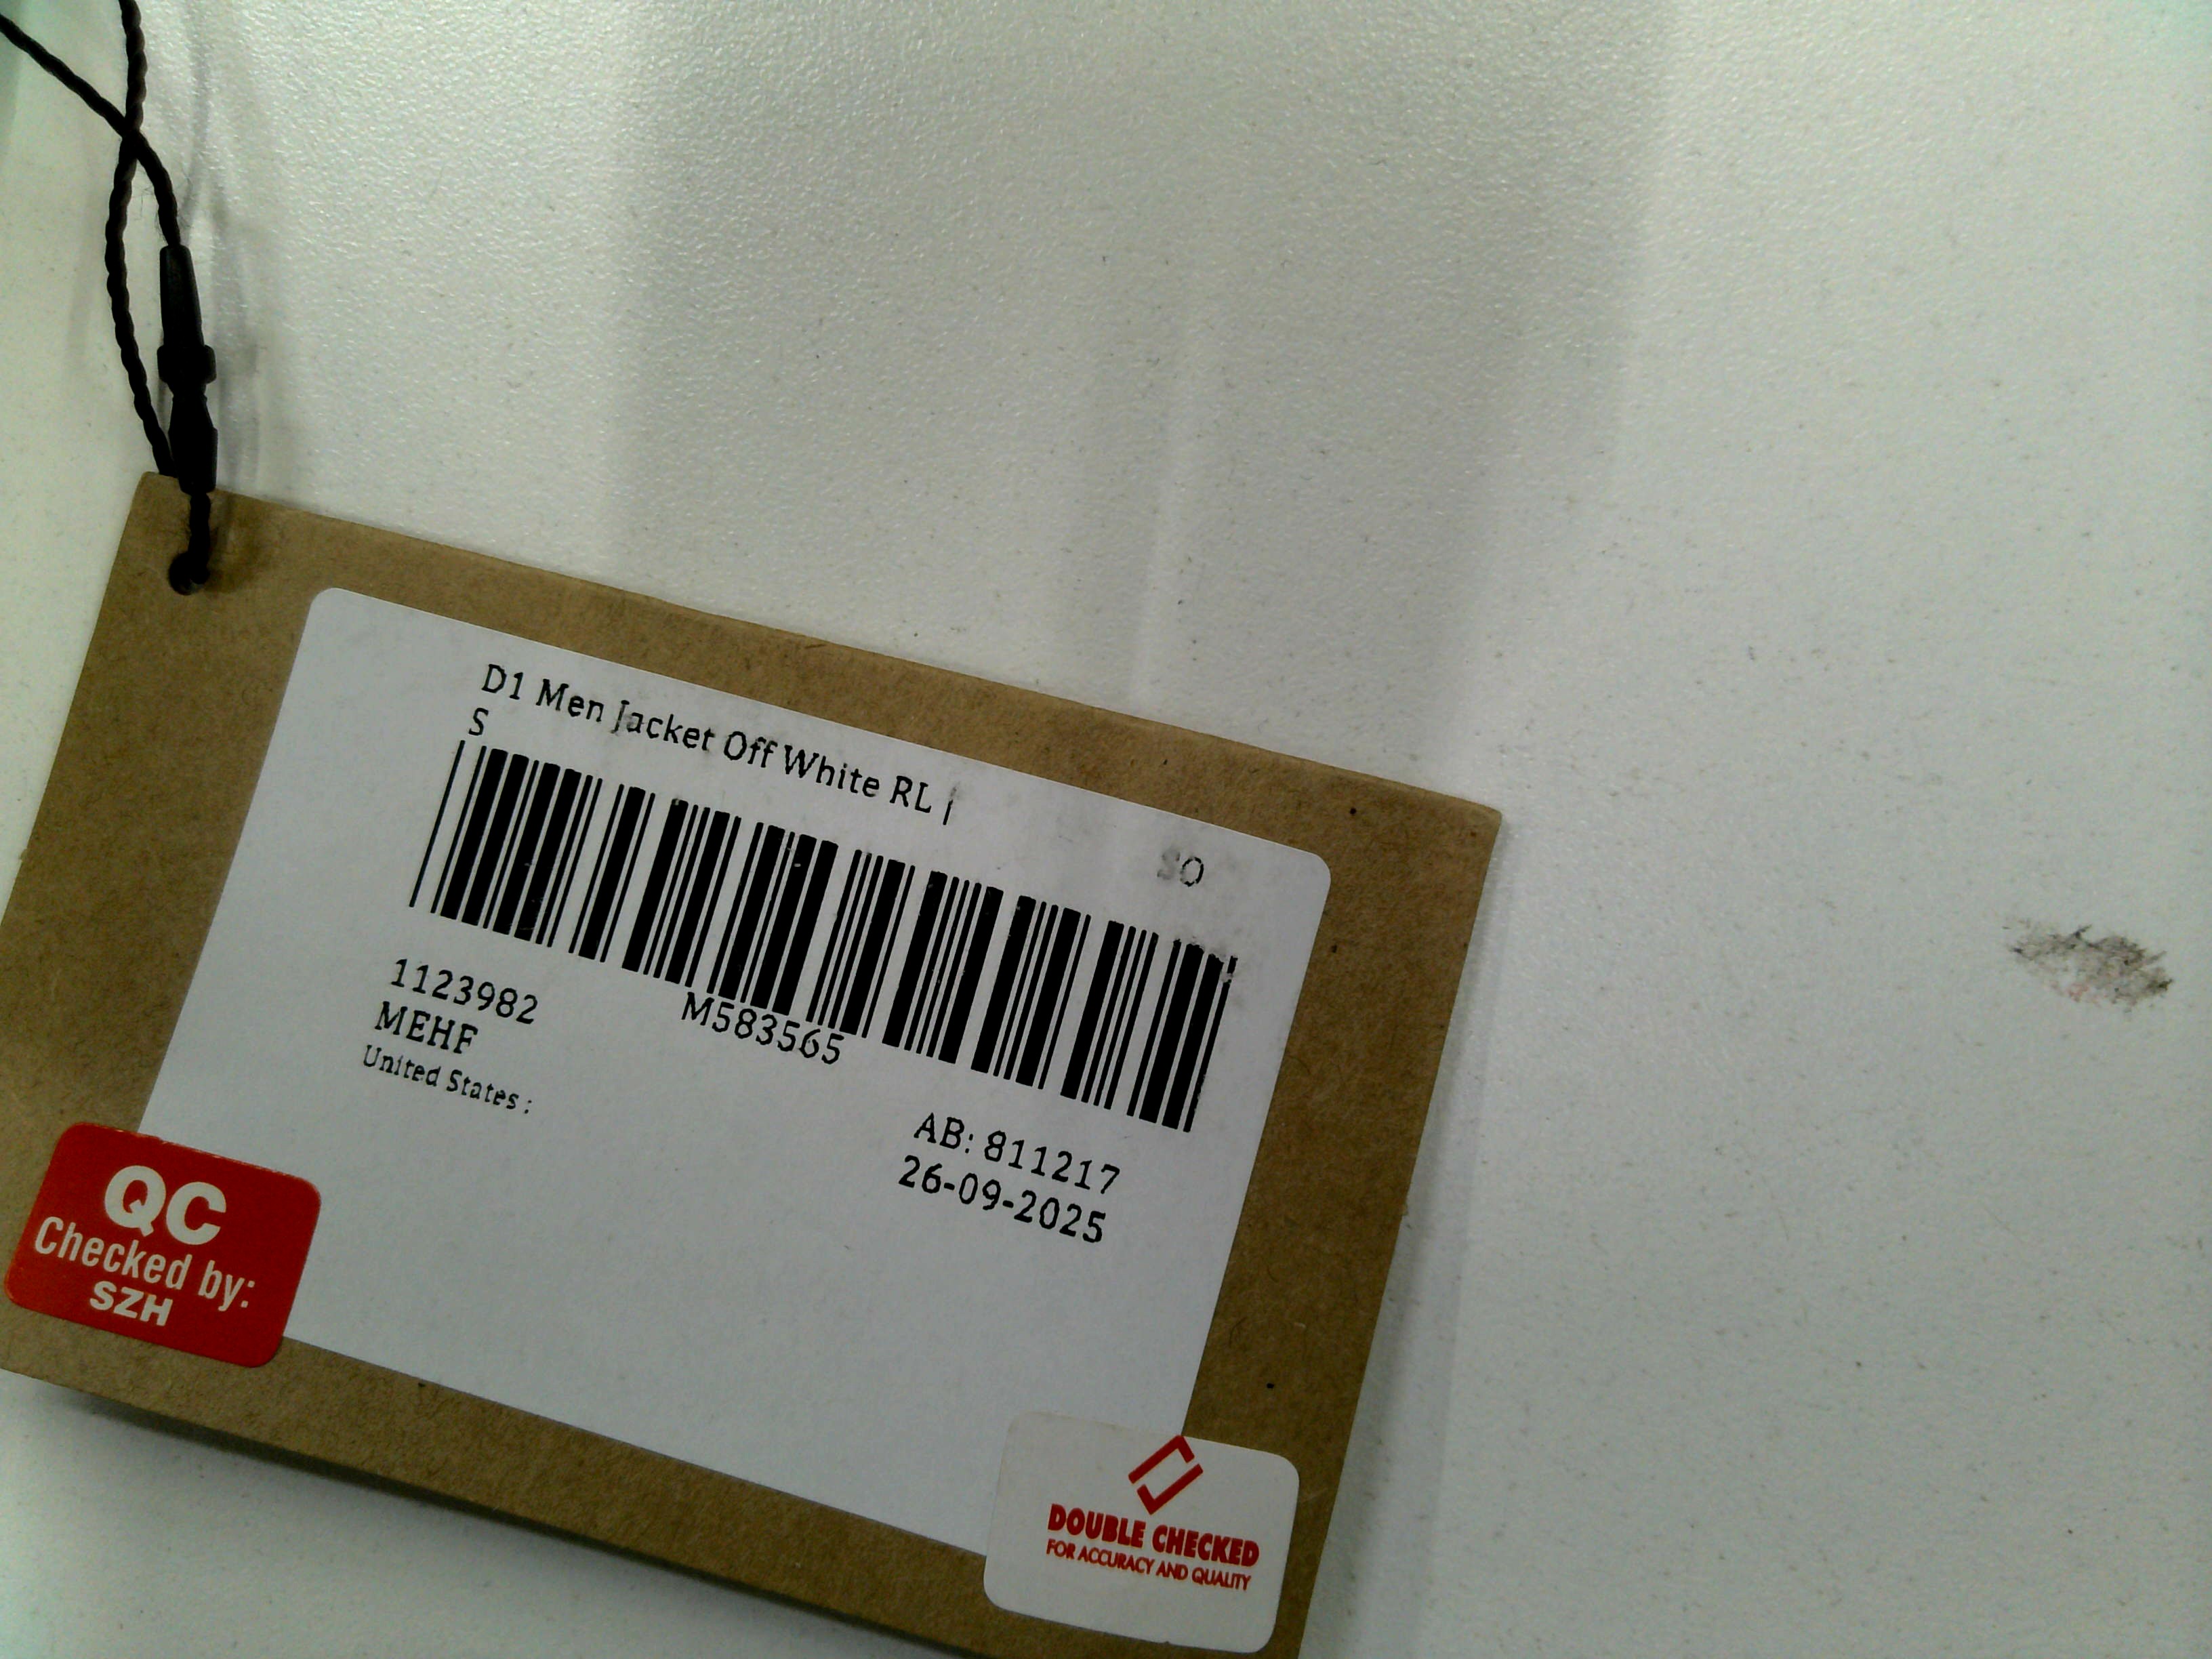 D1 Men Jacket Off White RL |
S
SO
M583565
1123982
MEHF
United States :
AB: 811217
26-09-2025
QC
Checked by:
SZH
DOUBLE CHECKED
FOR ACCURACY AND QUALITY